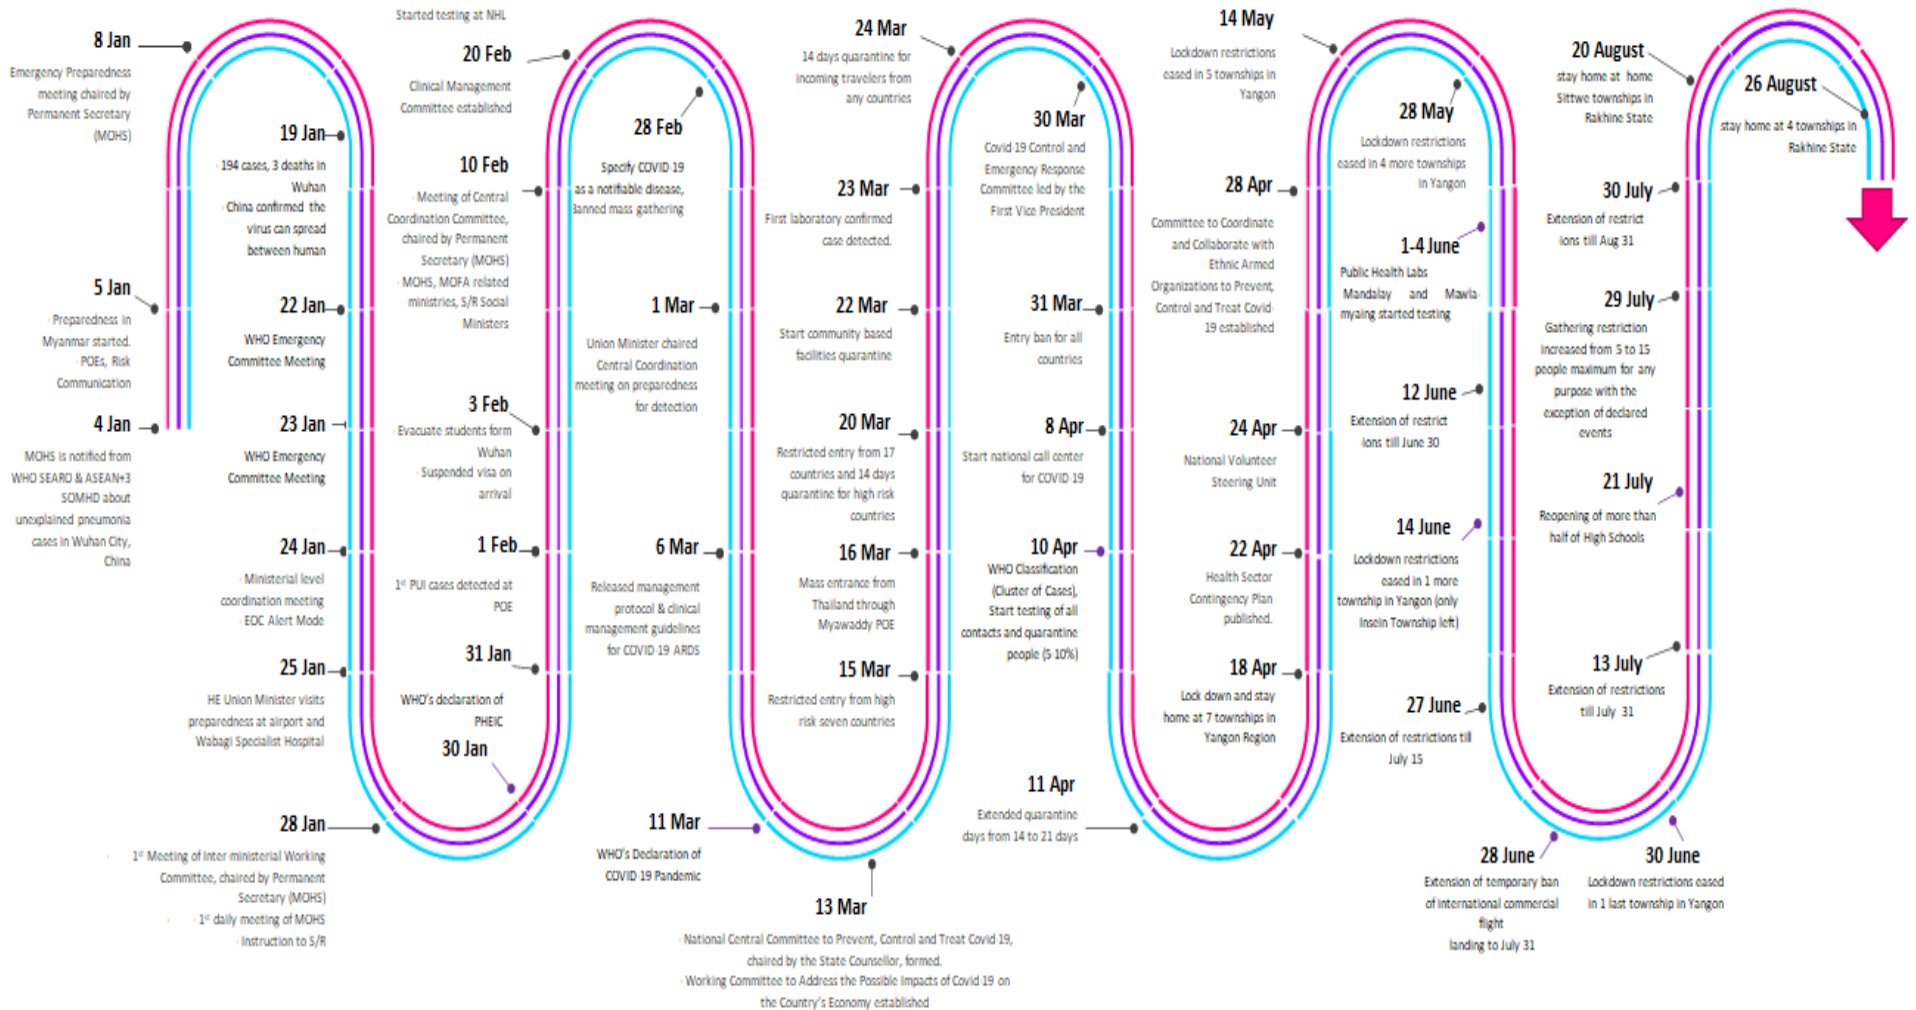 4 Jan
MOHS is notified from
WHO SEARO & ASEAN+3
SOMHD about
unexplained pneumonia
cases in Wuhan City,
China
5 Jan
· Preparedness in
Myanmar started.
· POEs, Risk
Communication
8 Jan
Emergency Preparedness
meeting chaired by
Permanent Secretary
(MOHS)
19 Jan
· 194 cases, 3 deaths in
Wuhan
· China confirmed the
virus can spread
between human
22 Jan
WHO Emergency
Committee Meeting
23 Jan
WHO Emergency
Committee Meeting
24 Jan
· Ministerial level
coordination meeting
· EOC Alert Mode
25 Jan
HE Union Minister visits
preparedness at airport and
Wabagi Specialist Hospital
28 Jan
· 1st Meeting of Inter ministerial Working
Committee, chaired by Permanent
Secretary (MOHS)
· 1st daily meeting of MOHS
· Instruction to S/R
30 Jan
WHO's declaration of
PHEIC
31 Jan
1st PUI cases detected at
POE
1 Feb
· Evacuate students form
Wuhan
· Suspended visa on
arrival
3 Feb
· Meeting of Central
Coordination Committee,
chaired by Permanent
Secretary (MOHS)
· MOHS, MOFA related
ministries, S/R Social
Ministers
10 Feb
Clinical Management
Committee established
20 Feb
Started testing at NHL
28 Feb
Specify COVID 19
as a notifiable disease,
Banned mass gathering
1 Mar
Union Minister chaired
Central Coordination
meeting on preparedness
for detection
6 Mar
Released management
protocol & clinical
management guidelines
for COVID 19 ARDS
11 Mar
WHO's Declaration of
COVID 19 Pandemic
13 Mar
· National Central Committee to Prevent, Control and Treat Covid 19,
chaired by the State Counsellor, formed.
· Working Committee to Address the Possible Impacts of Covid 19 on
the Country's Economy established
15 Mar
Restricted entry from high
risk seven countries
16 Mar
Mass entrance from
Thailand through
Myawaddy POE
20 Mar
Restricted entry from 17
countries and 14 days
quarantine for high risk
countries
22 Mar
Start community based
facilities quarantine
23 Mar
First laboratory confirmed
case detected.
24 Mar
14 days quarantine for
incoming travelers from
any countries
30 Mar
Covid 19 Control and
Emergency Response
Committee led by the
First Vice President
31 Mar
Entry ban for all
countries
8 Apr
Start national call center
for COVID 19
10 Apr
WHO Classification
(Cluster of Cases),
Start testing of all
contacts and quarantine
people (5 10%)
11 Apr
Extended quarantine
days from 14 to 21 days
18 Apr
Lock down and stay
home at 7 townships in
Yangon Region
22 Apr
Health Sector
Contingency Plan
published.
24 Apr
National Volunteer
Steering Unit
28 Apr
Committee to Coordinate
and Collaborate with
Ethnic Armed
Organizations to Prevent,
Control and Treat Covid
19 established
14 May
Lockdown restrictions
eased in 5 townships in
Yangon
28 May
Lockdown restrictions
eased in 4 more townships
in Yangon
1-4 June
Public Health Labs
Mandalay and Mawla
myaing started testing
12 June
Extension of restrict
ions till June 30
14 June
Lockdown restrictions
eased in 1 more
township in Yangon (only
Insein Township left)
27 June
Extension of restrictions till
July 15
28 June
Extension of temporary ban
of international commercial
flight
landing to July 31
30 June
Lockdown restrictions eased
in 1 last township in Yangon
13 July
Extension of restrictions
till July 31
21 July
Reopening of more than
half of High Schools
29 July
Gathering restriction
increased from 5 to 15
people maximum for any
purpose with the
exception of declared
events
30 July
Extension of restrict
ions till Aug 31
20 August
stay home at home
Sittwe townships in
Rakhine State
26 August
stay home at 4 townships in
Rakhine State